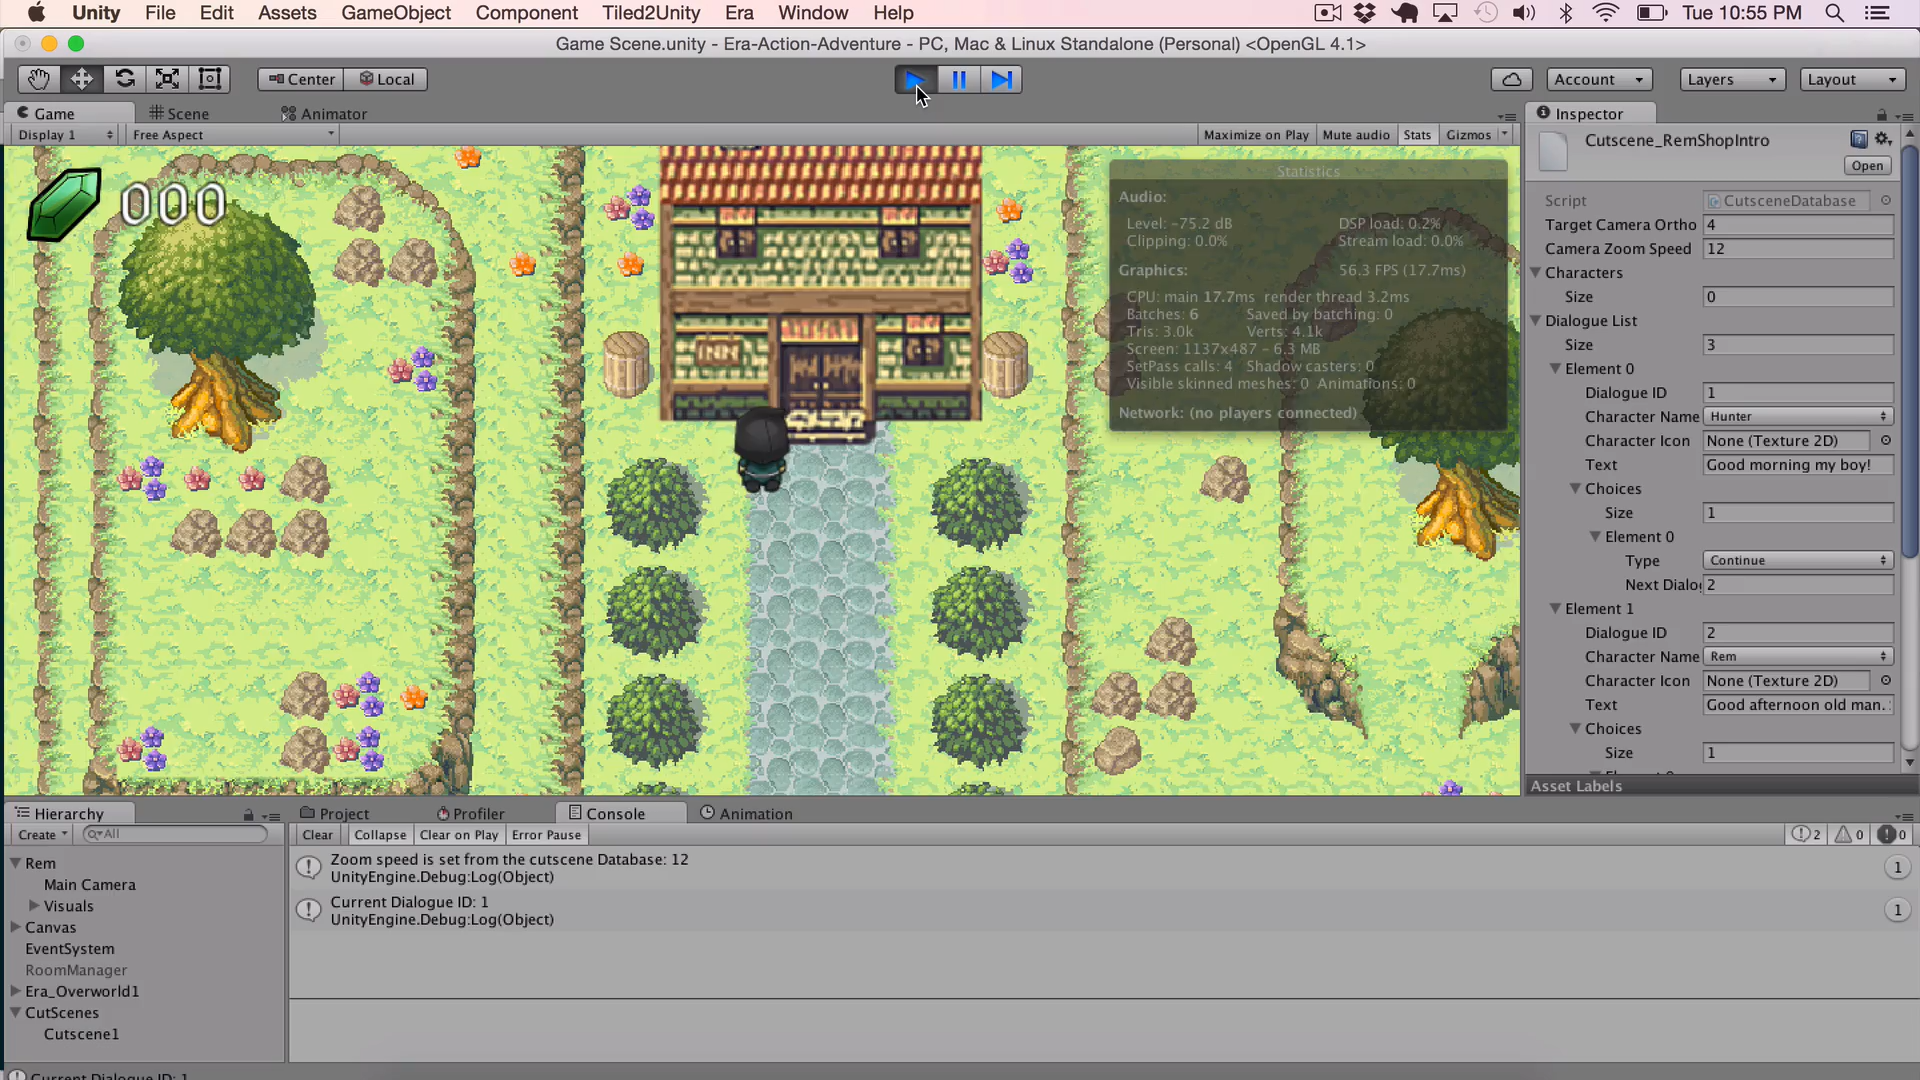 Unity File Edit Assets GameObject Component Tiled2Unity Era Window Help Tue 10:55 PM
Game Scene.unity - Era-Action-Adventure - PC, Mac & Linux Standalone (Personal) <OpenGL 4.1>
Center Local Account Layers Layout
Game Scene Animator
Display 1 Free Aspect Maximize on Play Mute audio Stats Gizmos
000
INN
Statistics
Audio:
Level: -75.2 dB DSP load: 0.2%
Clipping: 0.0% Stream load: 0.0%
Graphics: 56.3 FPS (17.7ms)
CPU: main 17.7ms render thread 3.2ms
Batches: 6 Saved by batching: 0
Tris: 3.0k Verts: 4.1k
Screen: 1137x487 - 6.3 MB
SetPass calls: 4 Shadow casters: 0
Visible skinned meshes: 0 Animations: 0
Network: (no players connected)
Inspector
Cutscene_RemShopIntro
Open
Script CutsceneDatabase
Target Camera Ortho 4
Camera Zoom Speed 12
Characters
Size 0
Dialogue List
Size 3
Element 0
Dialogue ID 1
Character Name Hunter
Character Icon None (Texture 2D)
Text Good morning my boy!
Choices
Size 1
Element 0
Type Continue
Next Dialo 2
Element 1
Dialogue ID 2
Character Name Rem
Character Icon None (Texture 2D)
Text Good afternoon old man.
Choices
Size 1
Asset Labels
Hierarchy
Create All
Rem
Main Camera
Visuals
Canvas
EventSystem
RoomManager
Era_Overworld1
CutScenes
Cutscene1
Project Profiler Console Animation
Clear Collapse Clear on Play Error Pause 2 0 0
Zoom speed is set from the cutscene Database: 12
UnityEngine.Debug:Log(Object)
1
Current Dialogue ID: 1
UnityEngine.Debug:Log(Object)
1
Current Dialogue ID: 1